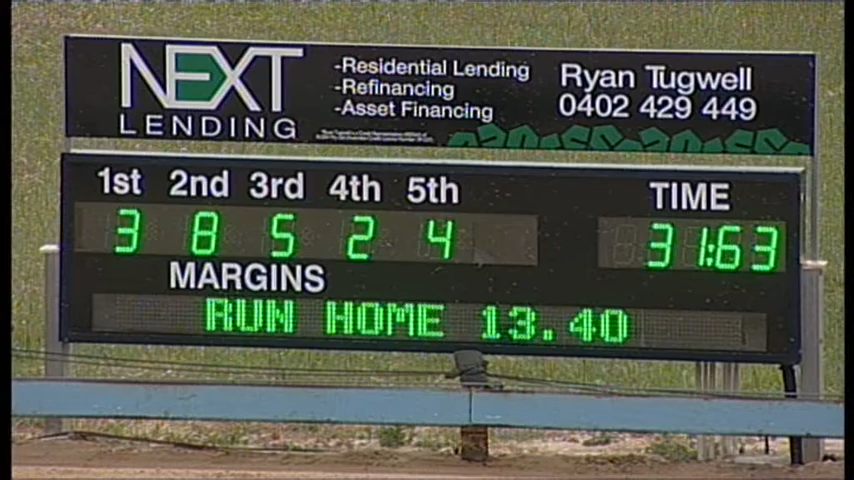 NEXT
LENDING
-Residential Lending
-Refinancing
-Asset Financing
Ryan Tugwell
0402 429 449
1st 2nd 3rd 4th 5th TIME
3 8 5 2 4 31:63
MARGINS
RUN HOME 13.40